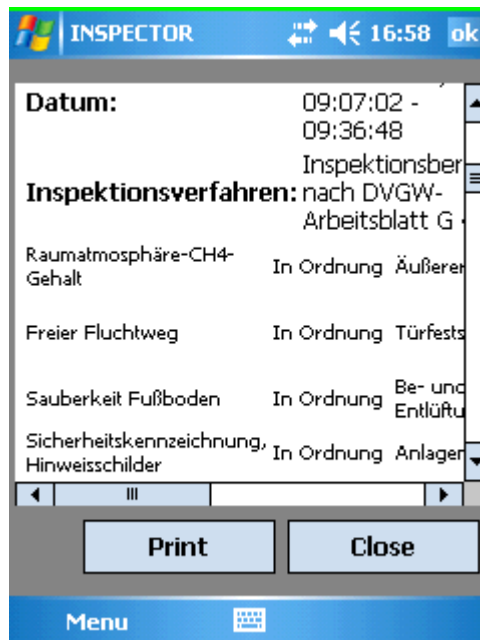 INSPECTOR 16:58 ok
Datum: 09:07:02 -
09:36:48
Inspektionsverfahren: Inspektionsber
nach DVGW-
Arbeitsblatt G
Raumatmosphäre-CH4-
Gehalt In Ordnung Äußerer
Freier Fluchtweg In Ordnung Türfests
Sauberkeit Fußboden In Ordnung Be- und
Entlüftu
Sicherheitskennzeichnung,
Hinweisschilder In Ordnung Anlagen
Print Close
Menu